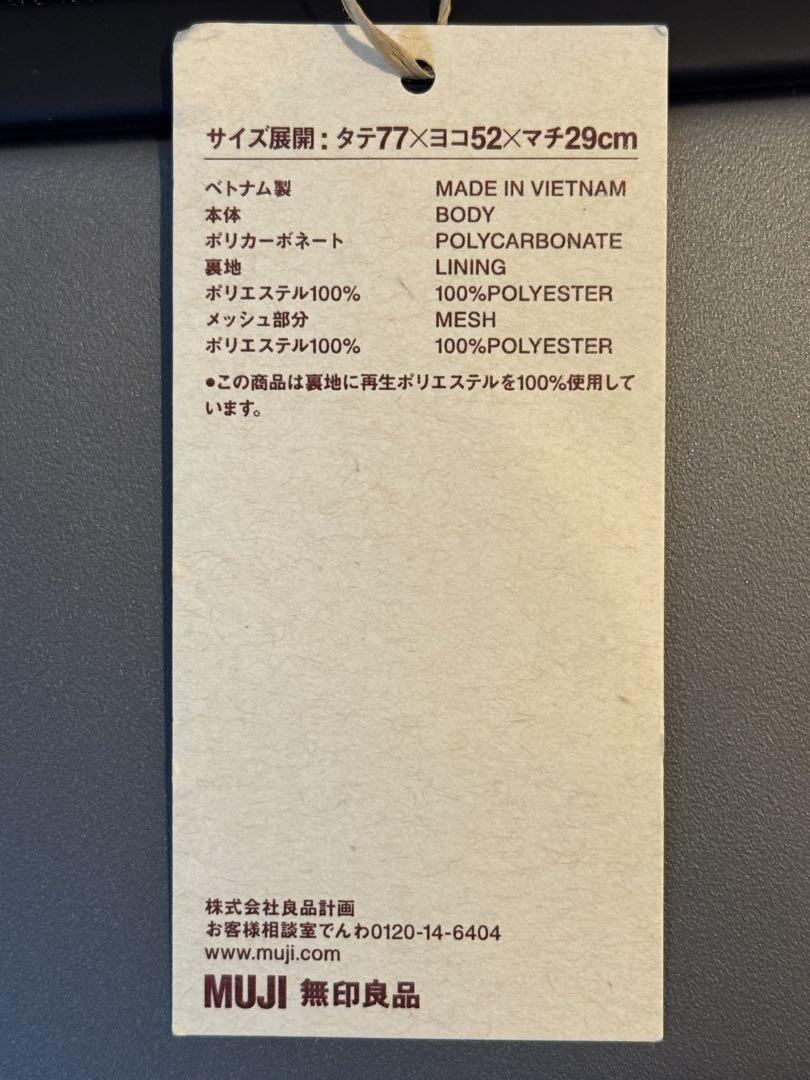 サイズ展開:タテ77×ヨコ52×マチ29cm
ベトナム製 MADE IN VIETNAM
本体 BODY
ポリカーボネート POLYCARBONATE
裏地 LINING
ポリエステル100% 100%POLYESTER
メッシュ部分 MESH
ポリエステル100% 100%POLYESTER
●この商品は裏地に再生ポリエステルを100%使用して
います。
株式会社良品計画
お客様相談室でんわ0120-14-6404
www.muji.com
MUJI 無印良品